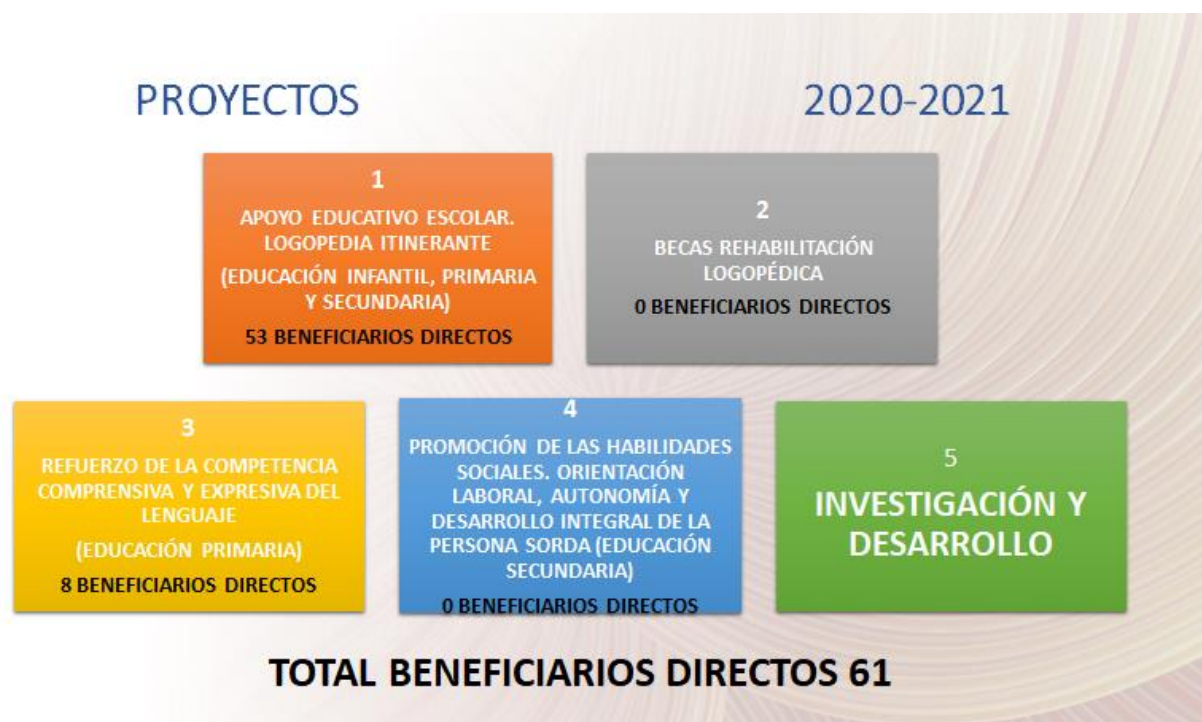 PROYECTOS
2020-2021
1
APOYO EDUCATIVO ESCOLAR.
LOGOPEDIA ITINERANTE
(EDUCACIÓN INFANTIL, PRIMARIA
Y SECUNDARIA)
53 BENEFICIARIOS DIRECTOS
2
BECAS REHABILITACIÓN
LOGOPÉDICA
0 BENEFICIARIOS DIRECTOS
3
REFUERZO DE LA COMPETENCIA
COMPRENSIVA Y EXPRESIVA DEL
LENGUAJE
(EDUCACIÓN PRIMARIA)
8 BENEFICIARIOS DIRECTOS
4
PROMOCIÓN DE LAS HABILIDADES
SOCIALES. ORIENTACIÓN
LABORAL, AUTONOMÍA Y
DESARROLLO INTEGRAL DE LA
PERSONA SORDA (EDUCACIÓN
SECUNDARIA)
0 BENEFICIARIOS DIRECTOS
5
INVESTIGACIÓN Y
DESARROLLO
TOTAL BENEFICIARIOS DIRECTOS 61